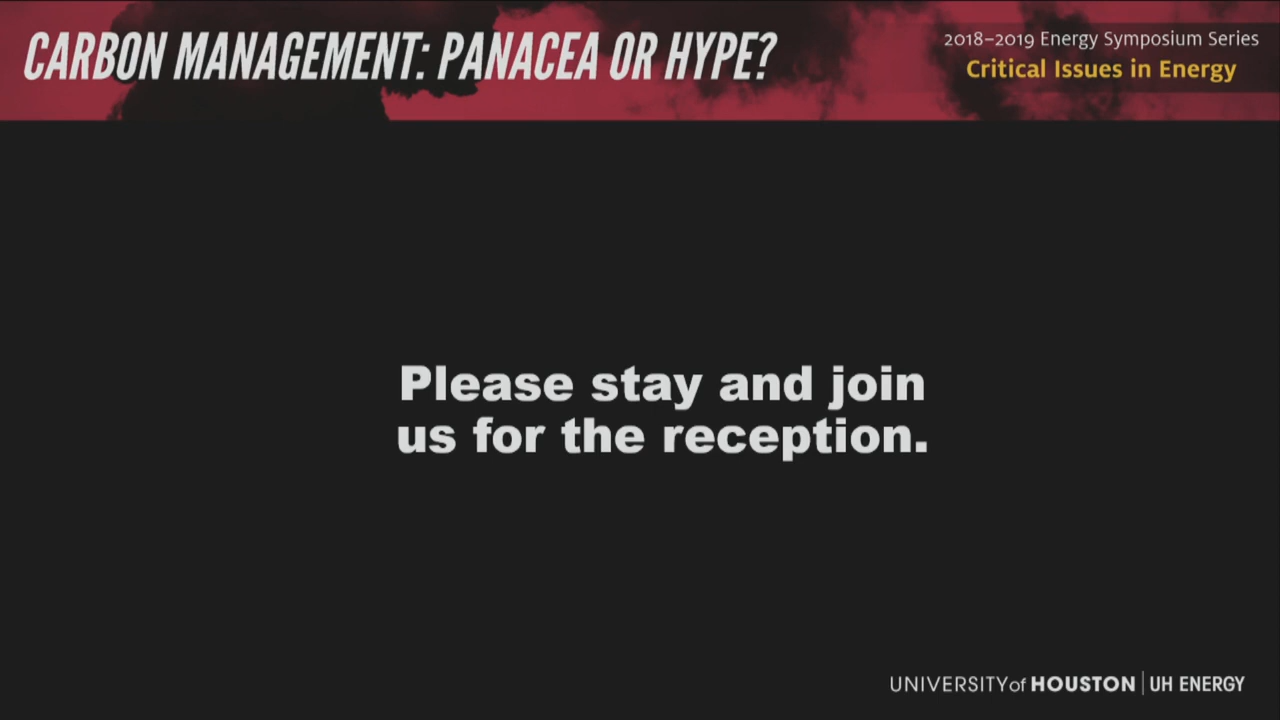 CARBON MANAGEMENT: PANACEA OR HYPE?
2018–2019 Energy Symposium Series
Critical Issues in Energy
Please stay and join
us for the reception.
UNIVERSITY of HOUSTON | UH ENERGY